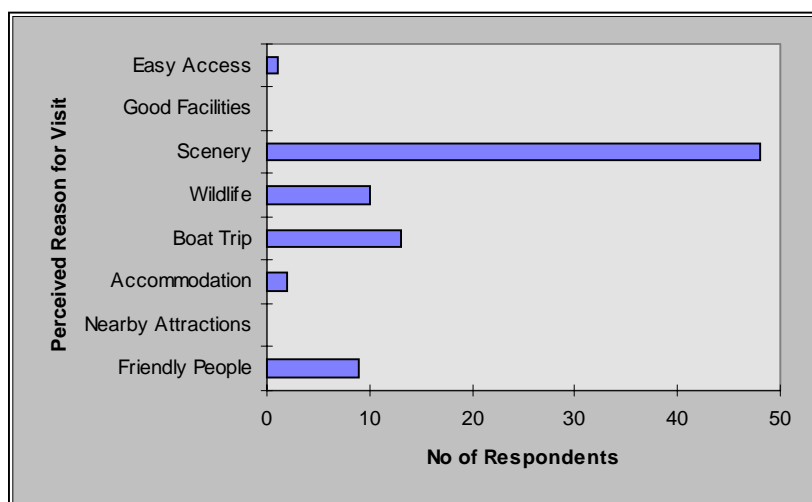 Perceived Reason for Visit
Easy Access
Good Facilities
Scenery
Wildlife
Boat Trip
Accommodation
Nearby Attractions
Friendly People
0 10 20 30 40 50
No of Respondents